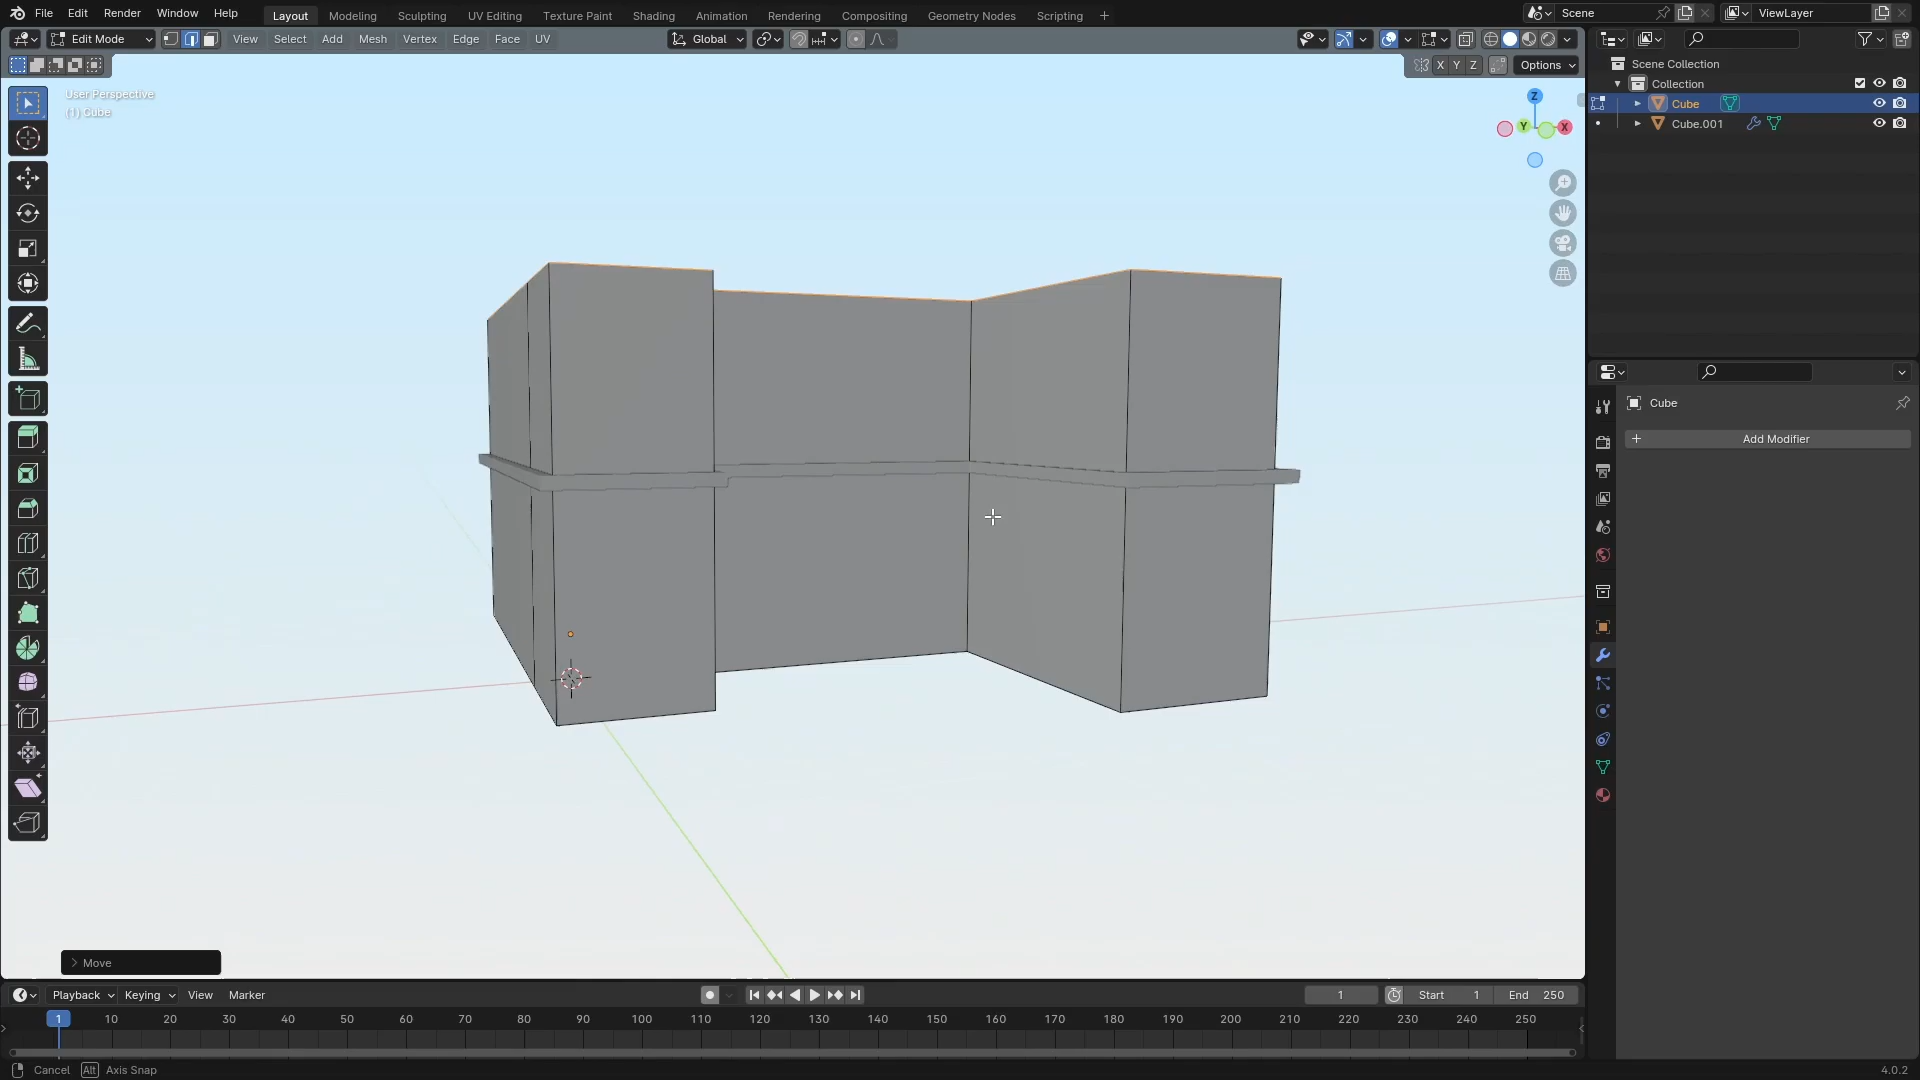 File Edit Render Window Help
Layout Modeling Sculpting UV Editing Texture Paint Shading Animation Rendering Compositing Geometry Nodes Scripting +
Scene
ViewLayer
Edit Mode View Select Add Mesh Vertex Edge Face UV
Global
X Y Z Options
User Perspective
(1) Cube
Z
Y X
Scene Collection
Collection
Cube
Cube.001
Cube
+ Add Modifier
> Move
Playback Keying View Marker
1 Start 1 End 250
1 10 20 30 40 50 60 70 80 90 100 110 120 130 140 150 160 170 180 190 200 210 220 230 240 250
Cancel Alt Axis Snap
4.0.2